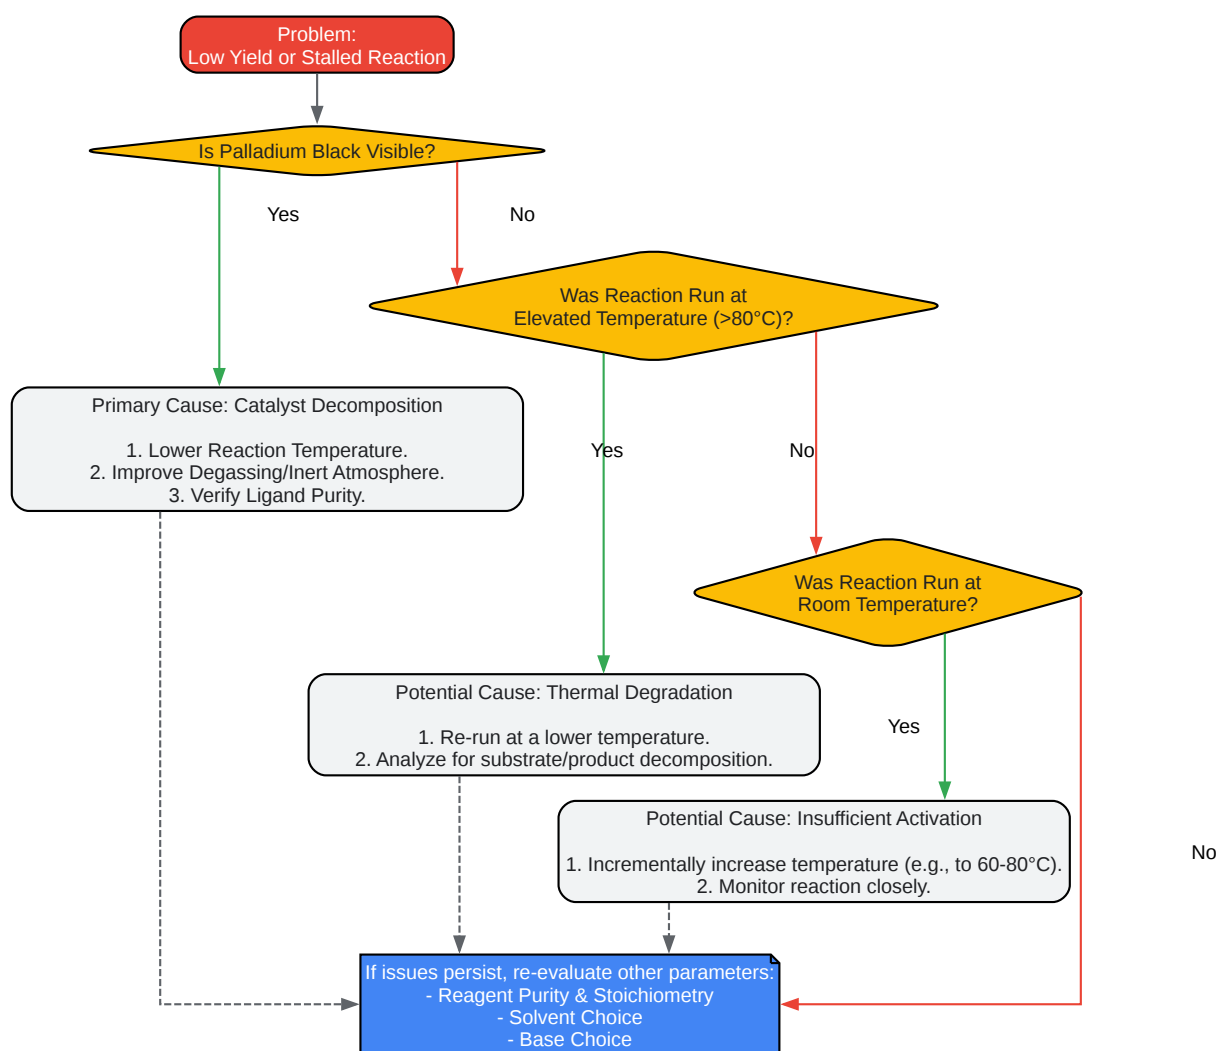 Problem:
Low Yield or Stalled Reaction
Is Palladium Black Visible?
Yes
No
Was Reaction Run at
Elevated Temperature (>80°C)?
Primary Cause: Catalyst Decomposition
1. Lower Reaction Temperature.
2. Improve Degassing/Inert Atmosphere.
3. Verify Ligand Purity.
Yes
No
Was Reaction Run at
Room Temperature?
Potential Cause: Thermal Degradation
1. Re-run at a lower temperature.
2. Analyze for substrate/product decomposition.
Yes
Potential Cause: Insufficient Activation
1. Incrementally increase temperature (e.g., to 60-80°C).
2. Monitor reaction closely.
No
If issues persist, re-evaluate other parameters:
- Reagent Purity & Stoichiometry
- Solvent Choice
- Base Choice